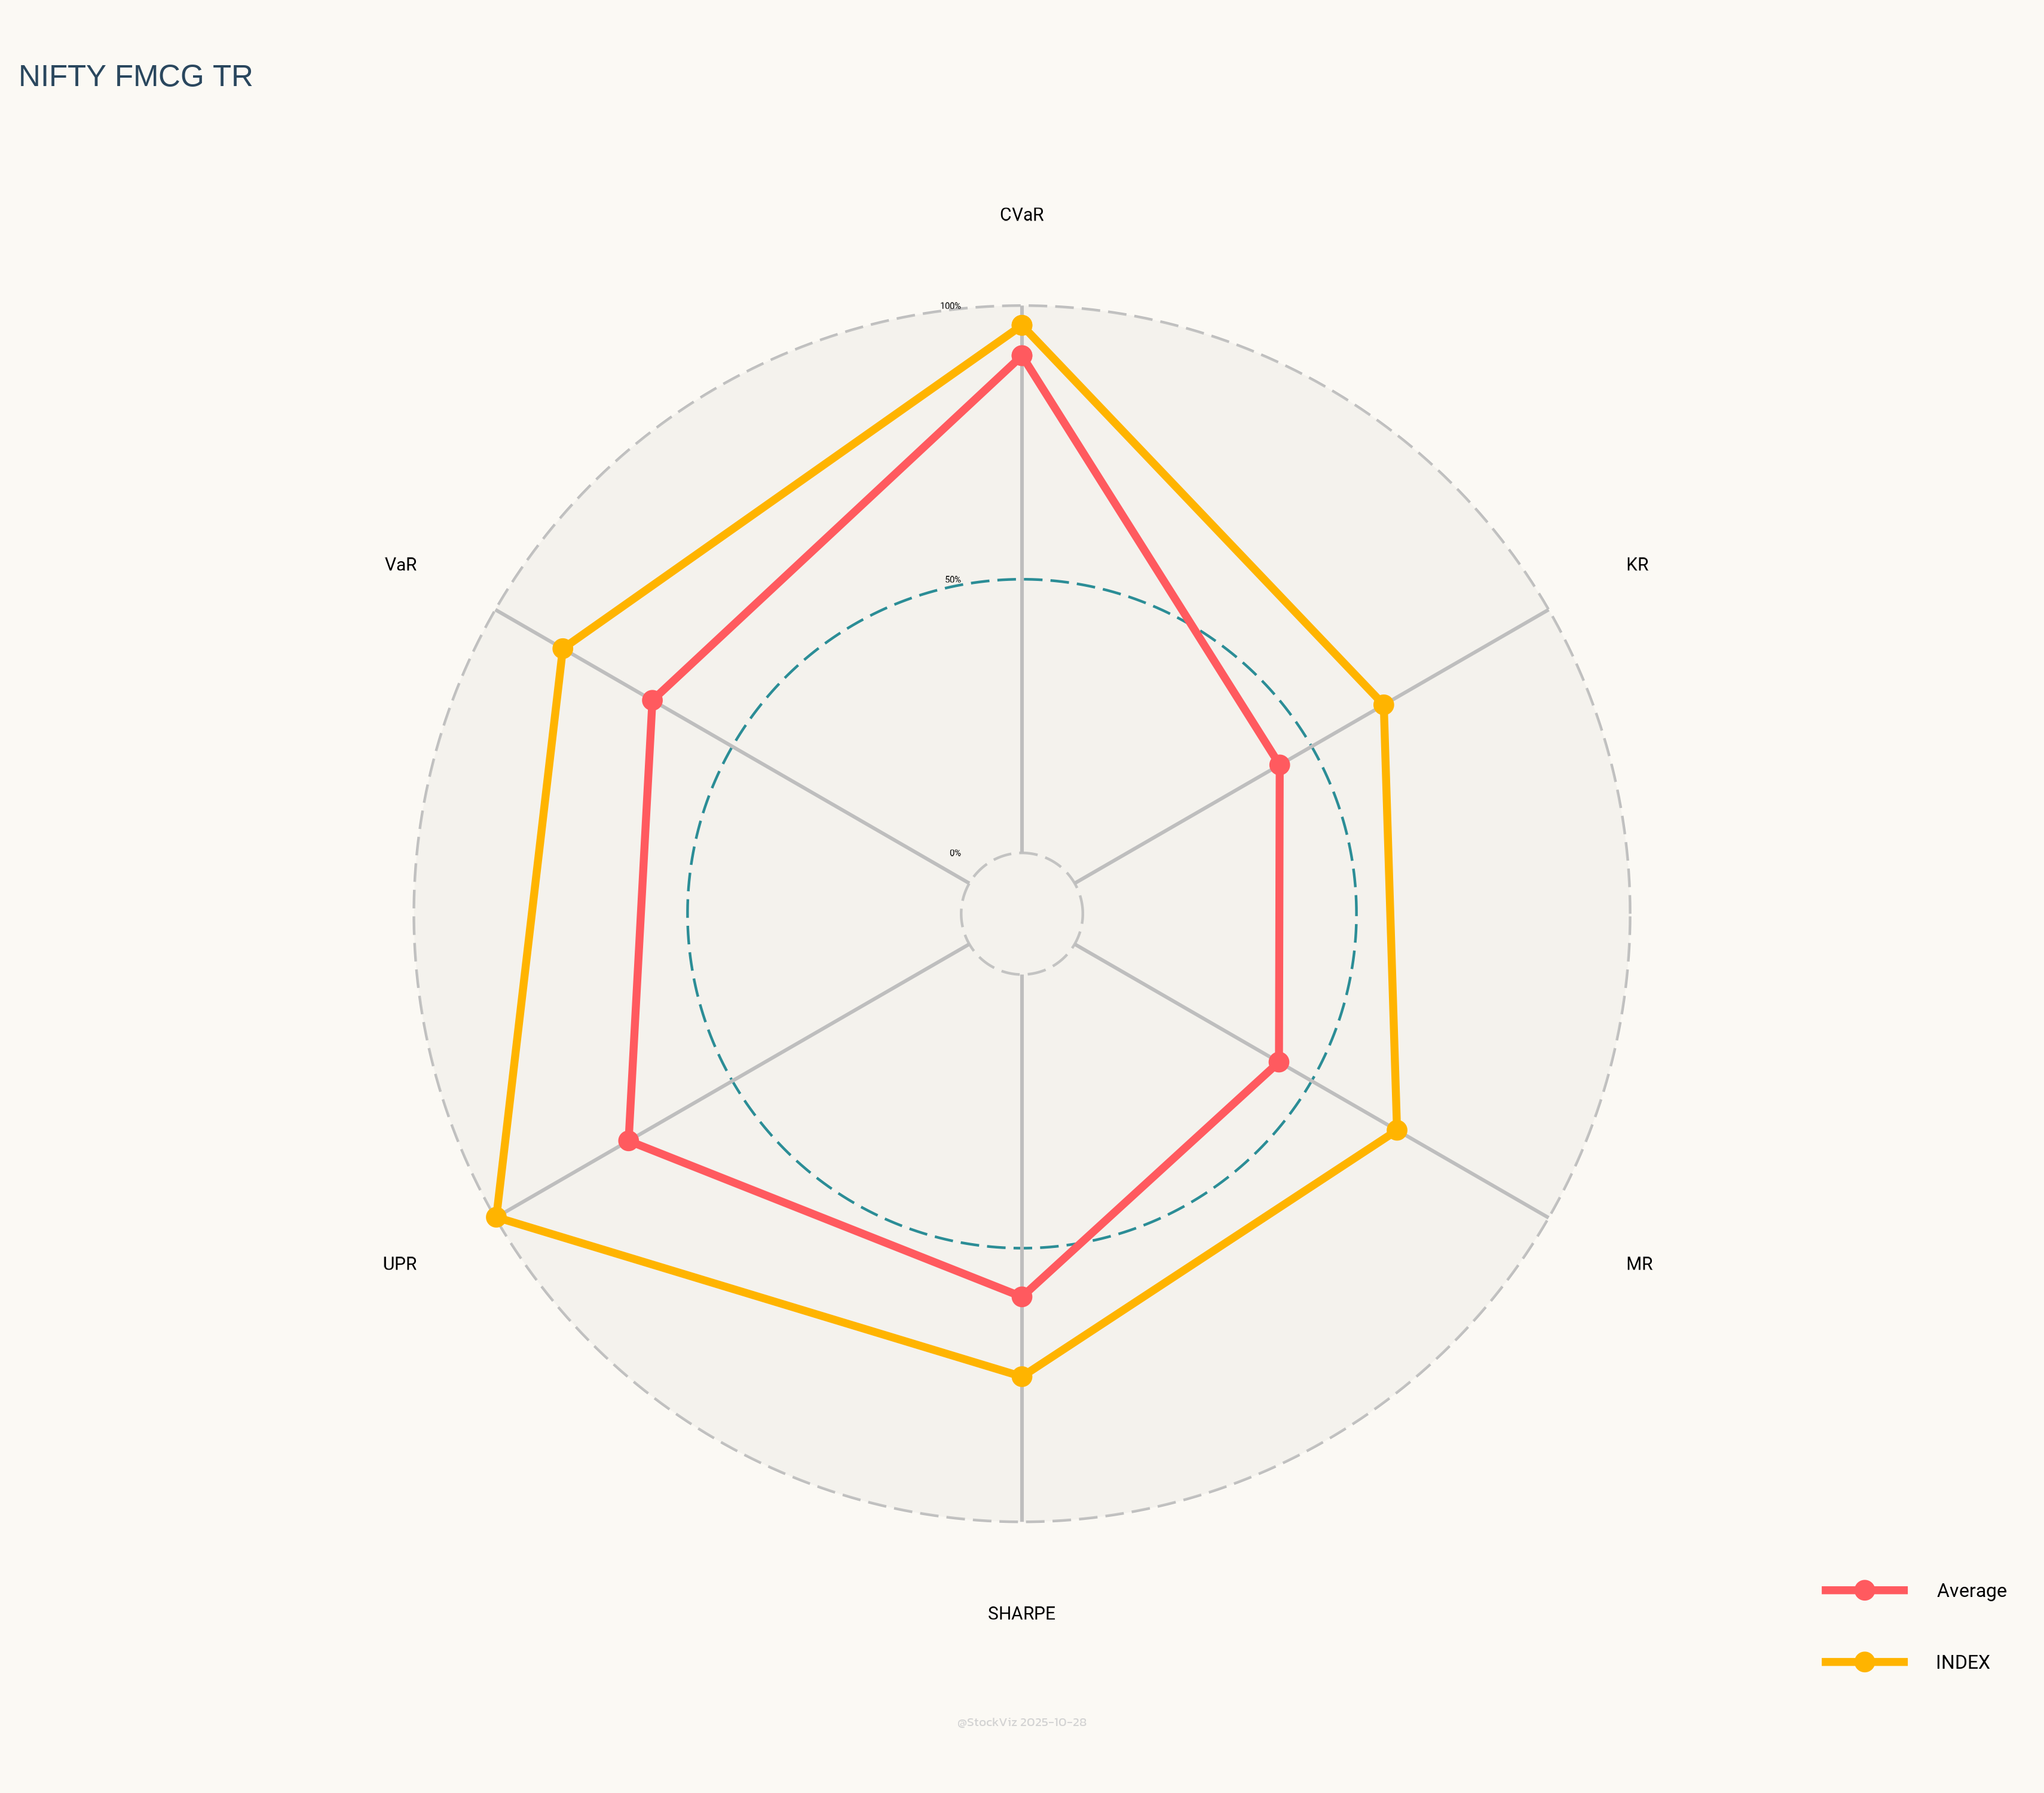 NIFTY FMCG TR
CVaR
100%
VaR
KR
50%
0%
UPR
MR
SHARPE
Average
INDEX
@StockViz 2025-10-28